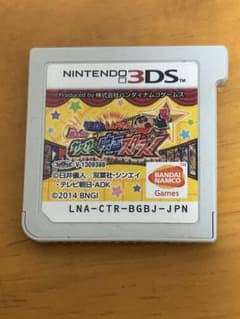 NINTENDO 3DS™
Produced by 株式会社バンダイナムコゲームス
©臼井儀人／双葉社・シンエイ
・テレビ朝日・ADK
©2014 BNGI
BANDAI
NAMCO
Games
LNA-CTR-BGBJ-JPN